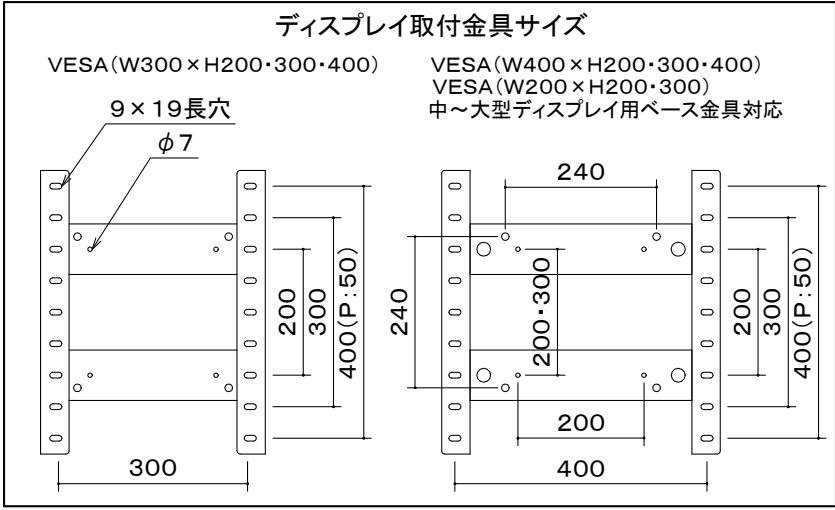 ディスプレイ取付金具サイズ
VESA(W300×H200･300･400)
VESA(W400×H200･300･400)
VESA(W200×H200･300)
中～大型ディスプレイ用ベース金具対応
9×19長穴
φ7
200
300
400(P:50)
300
240
240
200･300
200
200
300
400(P:50)
400